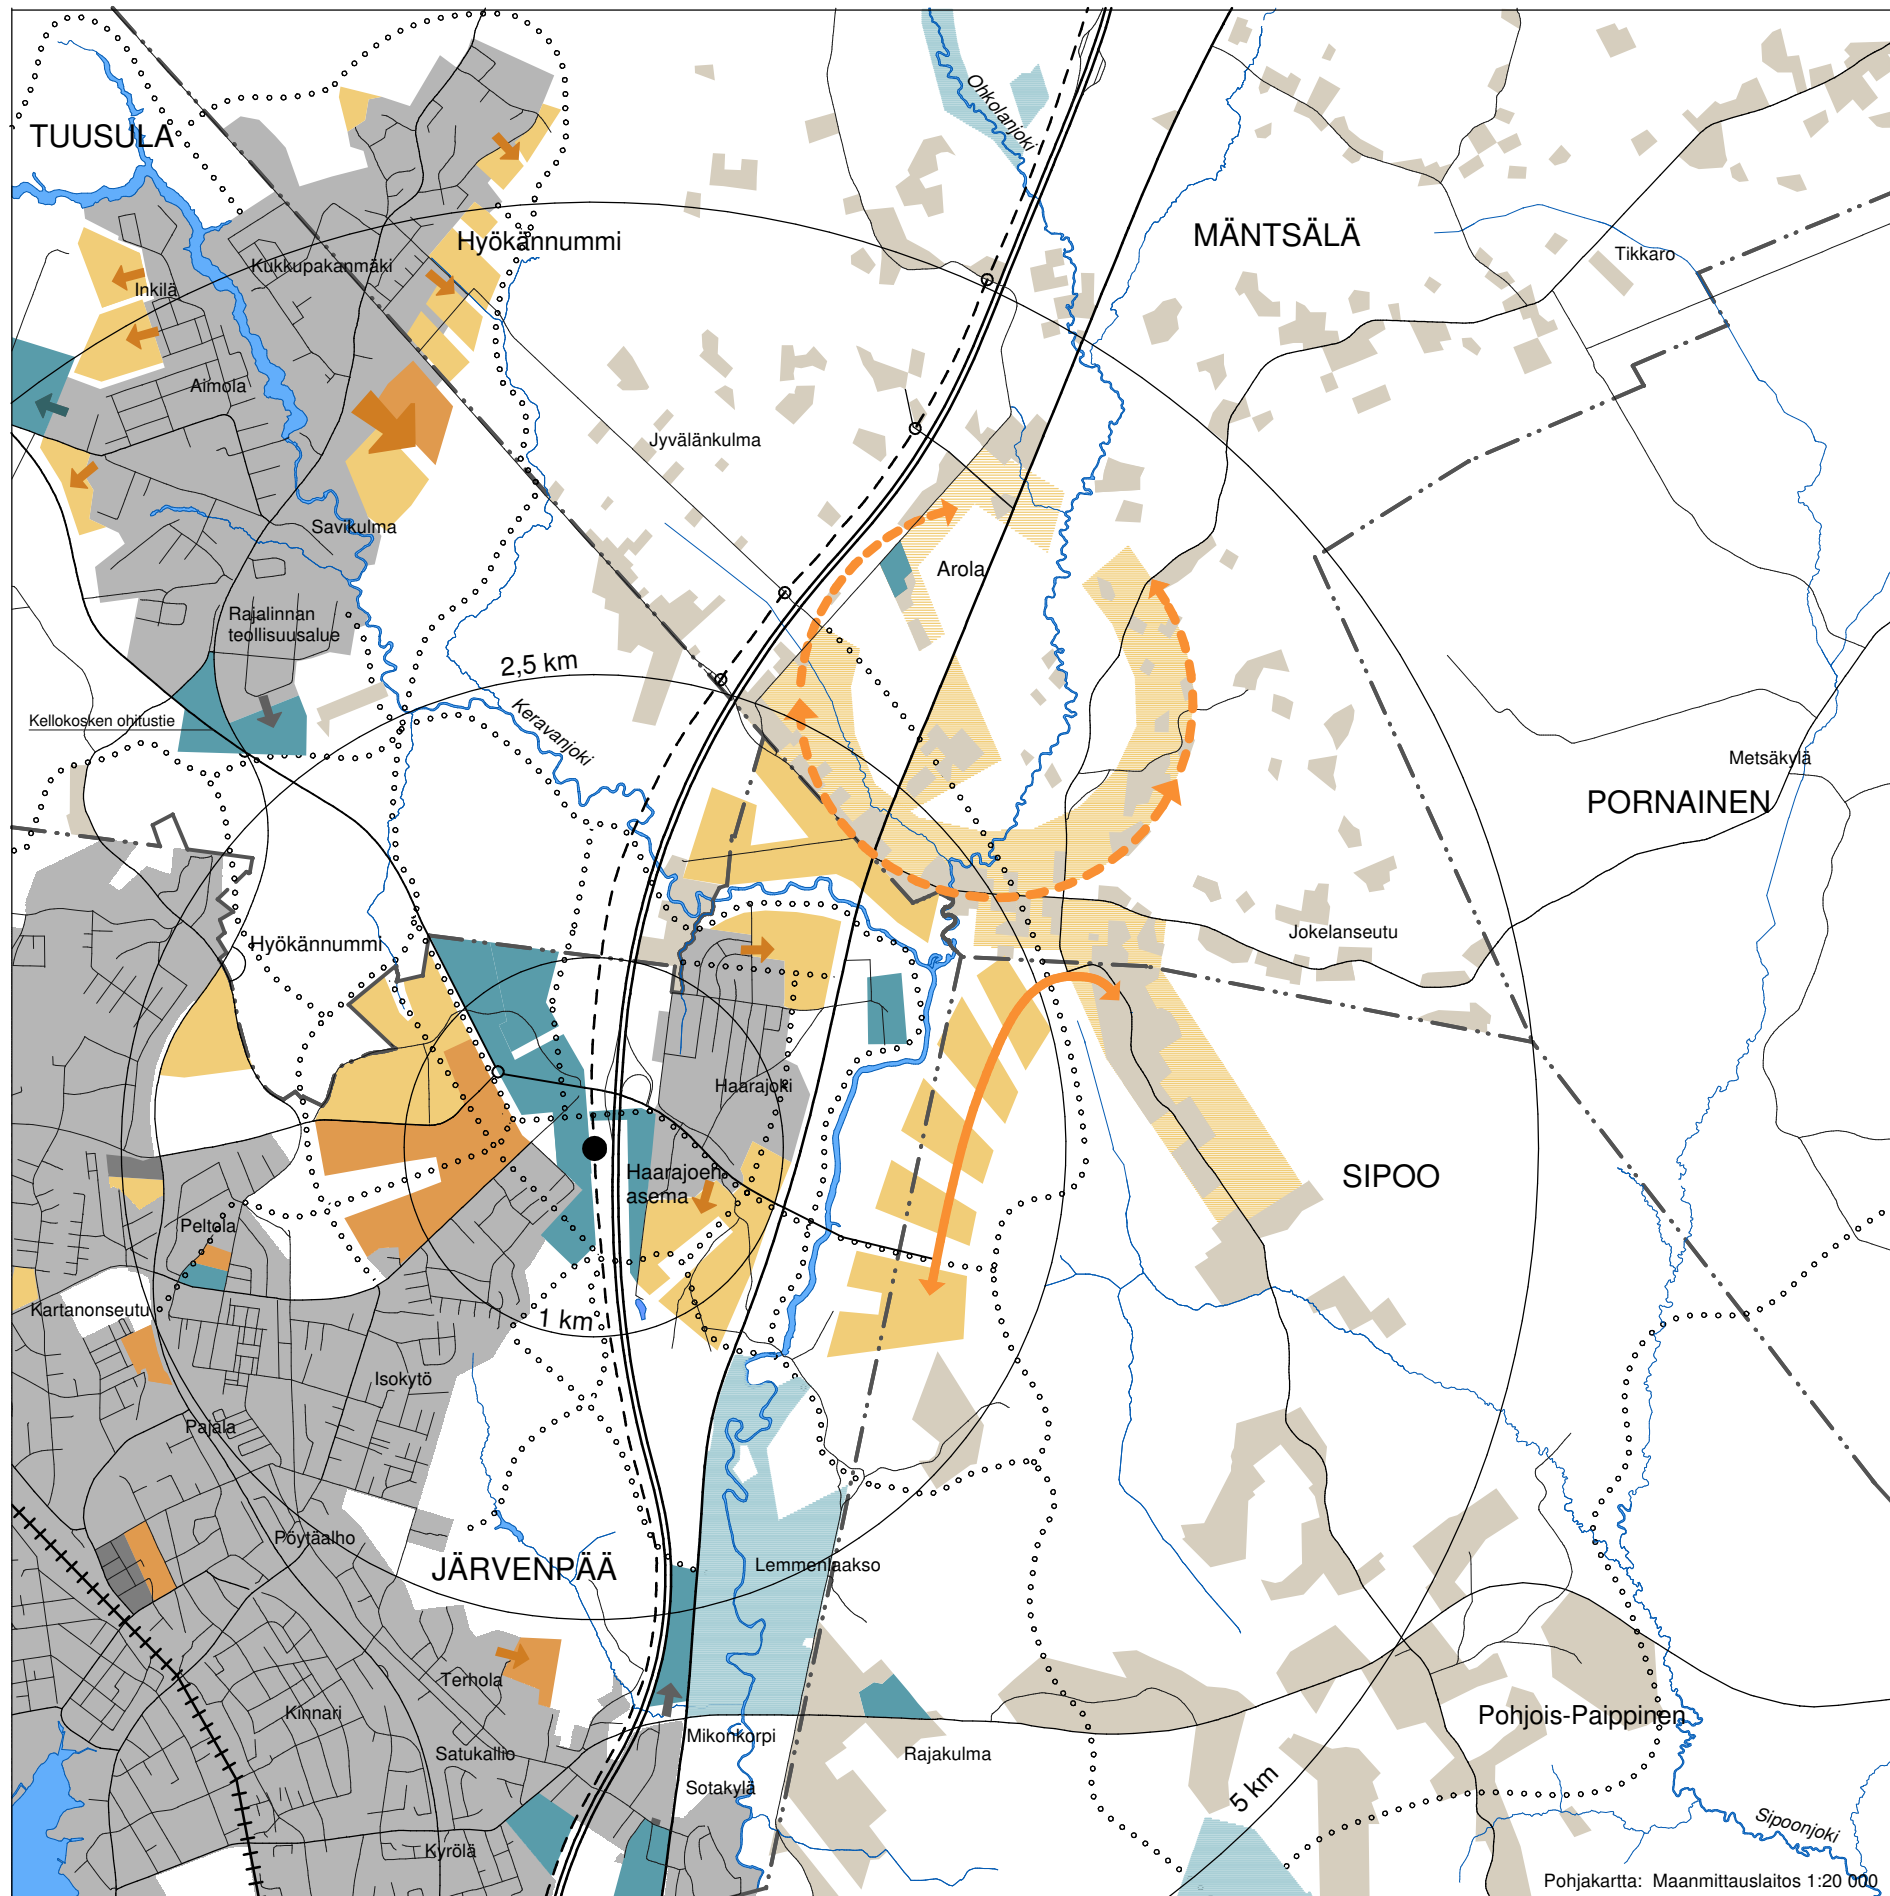 TUUSULA
Ohkolanjoki
Hyökännummi
MÄNTSÄLÄ
Kukkupakanmäki
Tikkaro
Inkilä
Aimola
Jyvälänkulma
Savikulma
Arola
Rajalinnan
teollisuusalue
2,5 km
Keravanjoki
Kellokosken ohitustie
Metsäkylä
PORNAINEN
Hyökännummi
Jokelanseutu
Haarajoki
Haarajoen
asema
SIPOO
Peltola
Kartanonseutu
1 km
Isokytö
Pajala
Pöytäalho
JÄRVENPÄÄ
Lemmenlaakso
Terhola
Kinnari
Pohjois-Paippinen
Mikonkorpi
Satukallio
Rajakulma
Sotakylä
5 km
Sipoonjoki
Kyrölä
Pohjakartta: Maanmittauslaitos 1:20 000